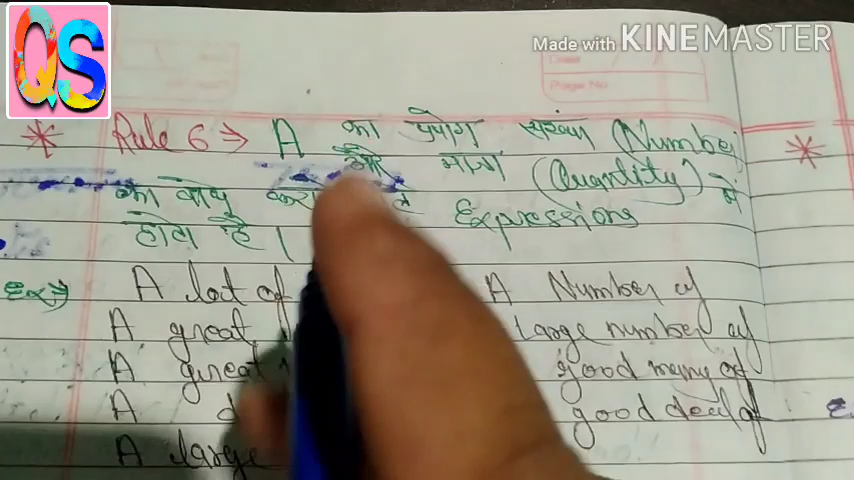 QS
Made with KINEMASTER
Page No
Rule 6 ⇒ A का प्रयोग संख्या (Number)
और मात्रा (Quantity) मे
का बोध Expressions
होता है।
Ex⇒ A lot of A Number of
A great large number of
A great good many of
A good deal of
A large